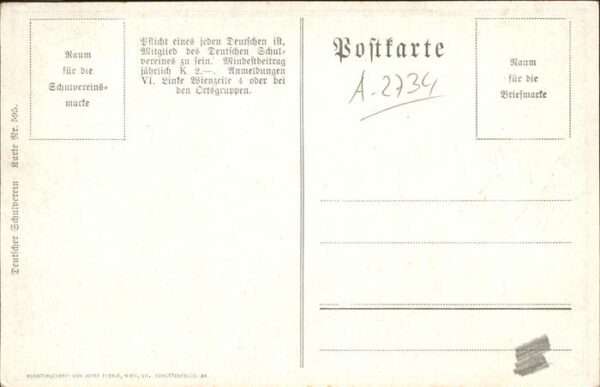 Raum
für die
Schulvereins-
marke
Pflicht eines jeden Deutschen ist,
Mitglied des Deutschen Schul-
vereines zu sein. Mindestbeitrag
jährlich K 2.—. Anmeldungen
VI. Linke Wienzeile 4 oder bei
den Ortsgruppen.
Postkarte
A-2734
Raum
für die
Briefmarke
Deutscher Schulverein Karte Nr. 505.
WIEN